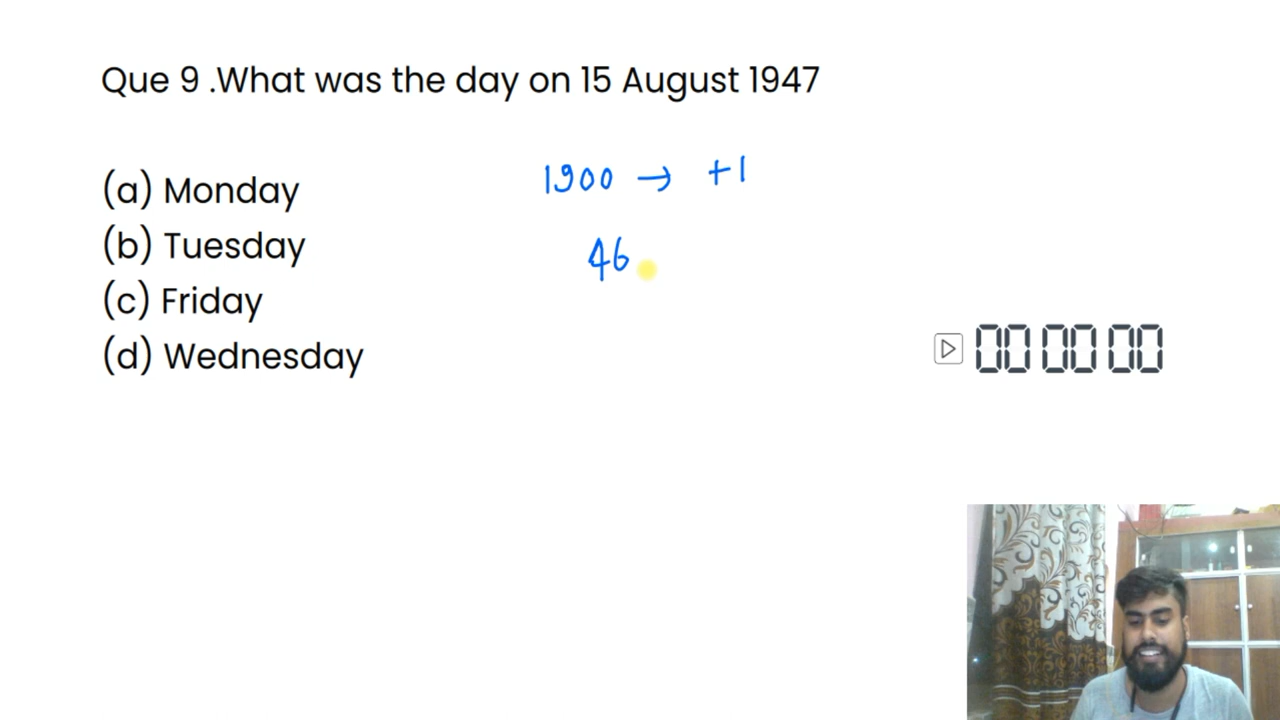 Que 9 .What was the day on 15 August 1947
1900 → +1
(a) Monday
46
(b) Tuesday
(c) Friday
(d) Wednesday
00 00 00